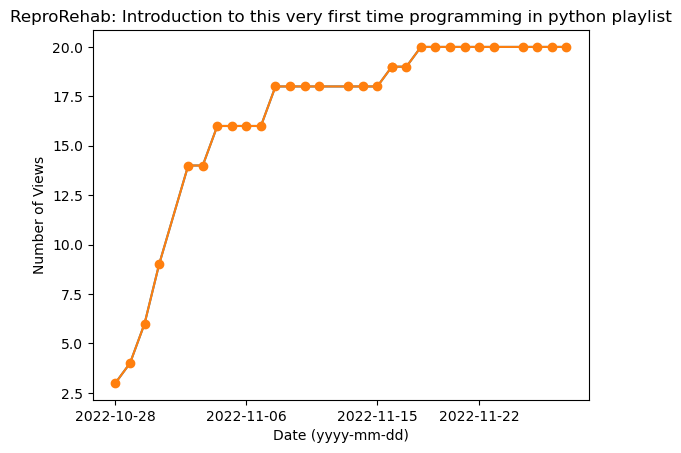 ReproRehab: Introduction to this very first time programming in python playlist
20.0
17.5
15.0
12.5
10.0
7.5
5.0
2.5
Number of Views
2022-10-28 2022-11-06 2022-11-15 2022-11-22
Date (yyyy-mm-dd)